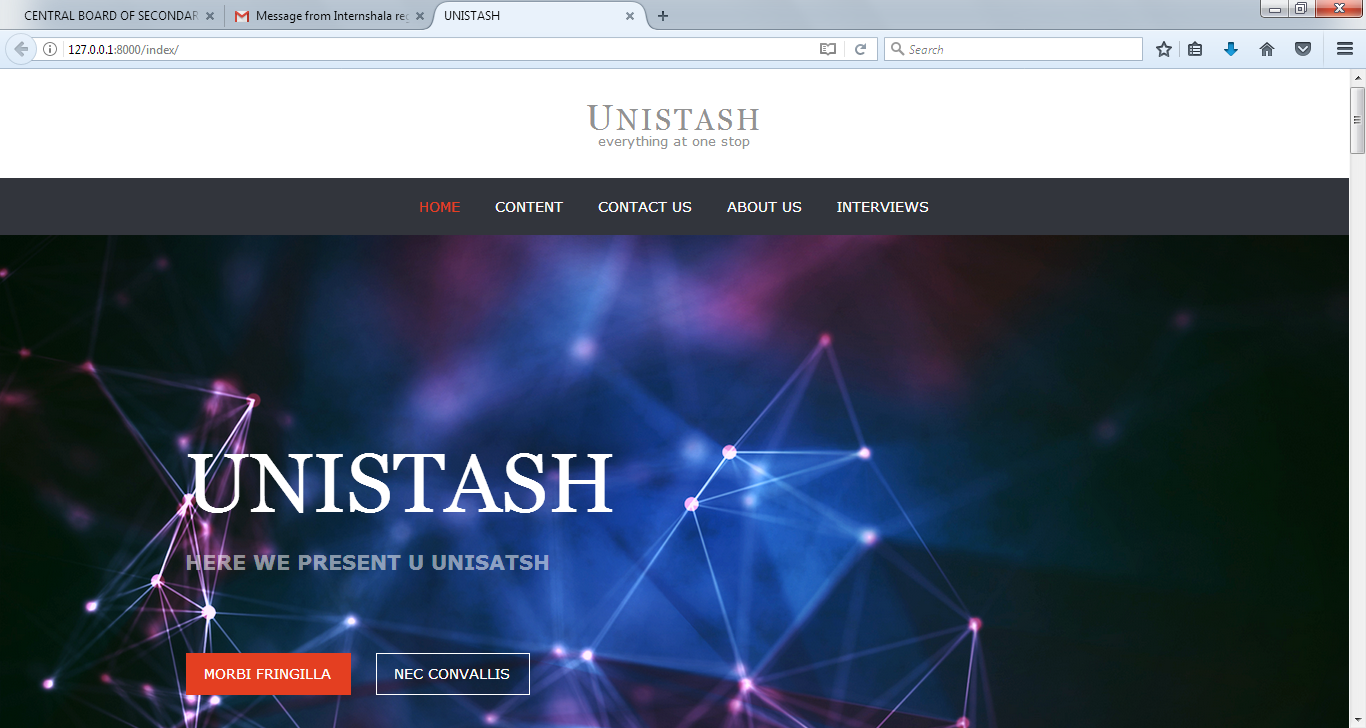 CENTRAL BOARD OF SECONDAR
Message from Internshala reg
UNISTASH
127.0.0.1:8000/index/
Search
UNISTASH
everything at one stop
HOME CONTENT CONTACT US ABOUT US INTERVIEWS
UNISTASH
HERE WE PRESENT U UNISATSH
MORBI FRINGILLA NEC CONVALLIS